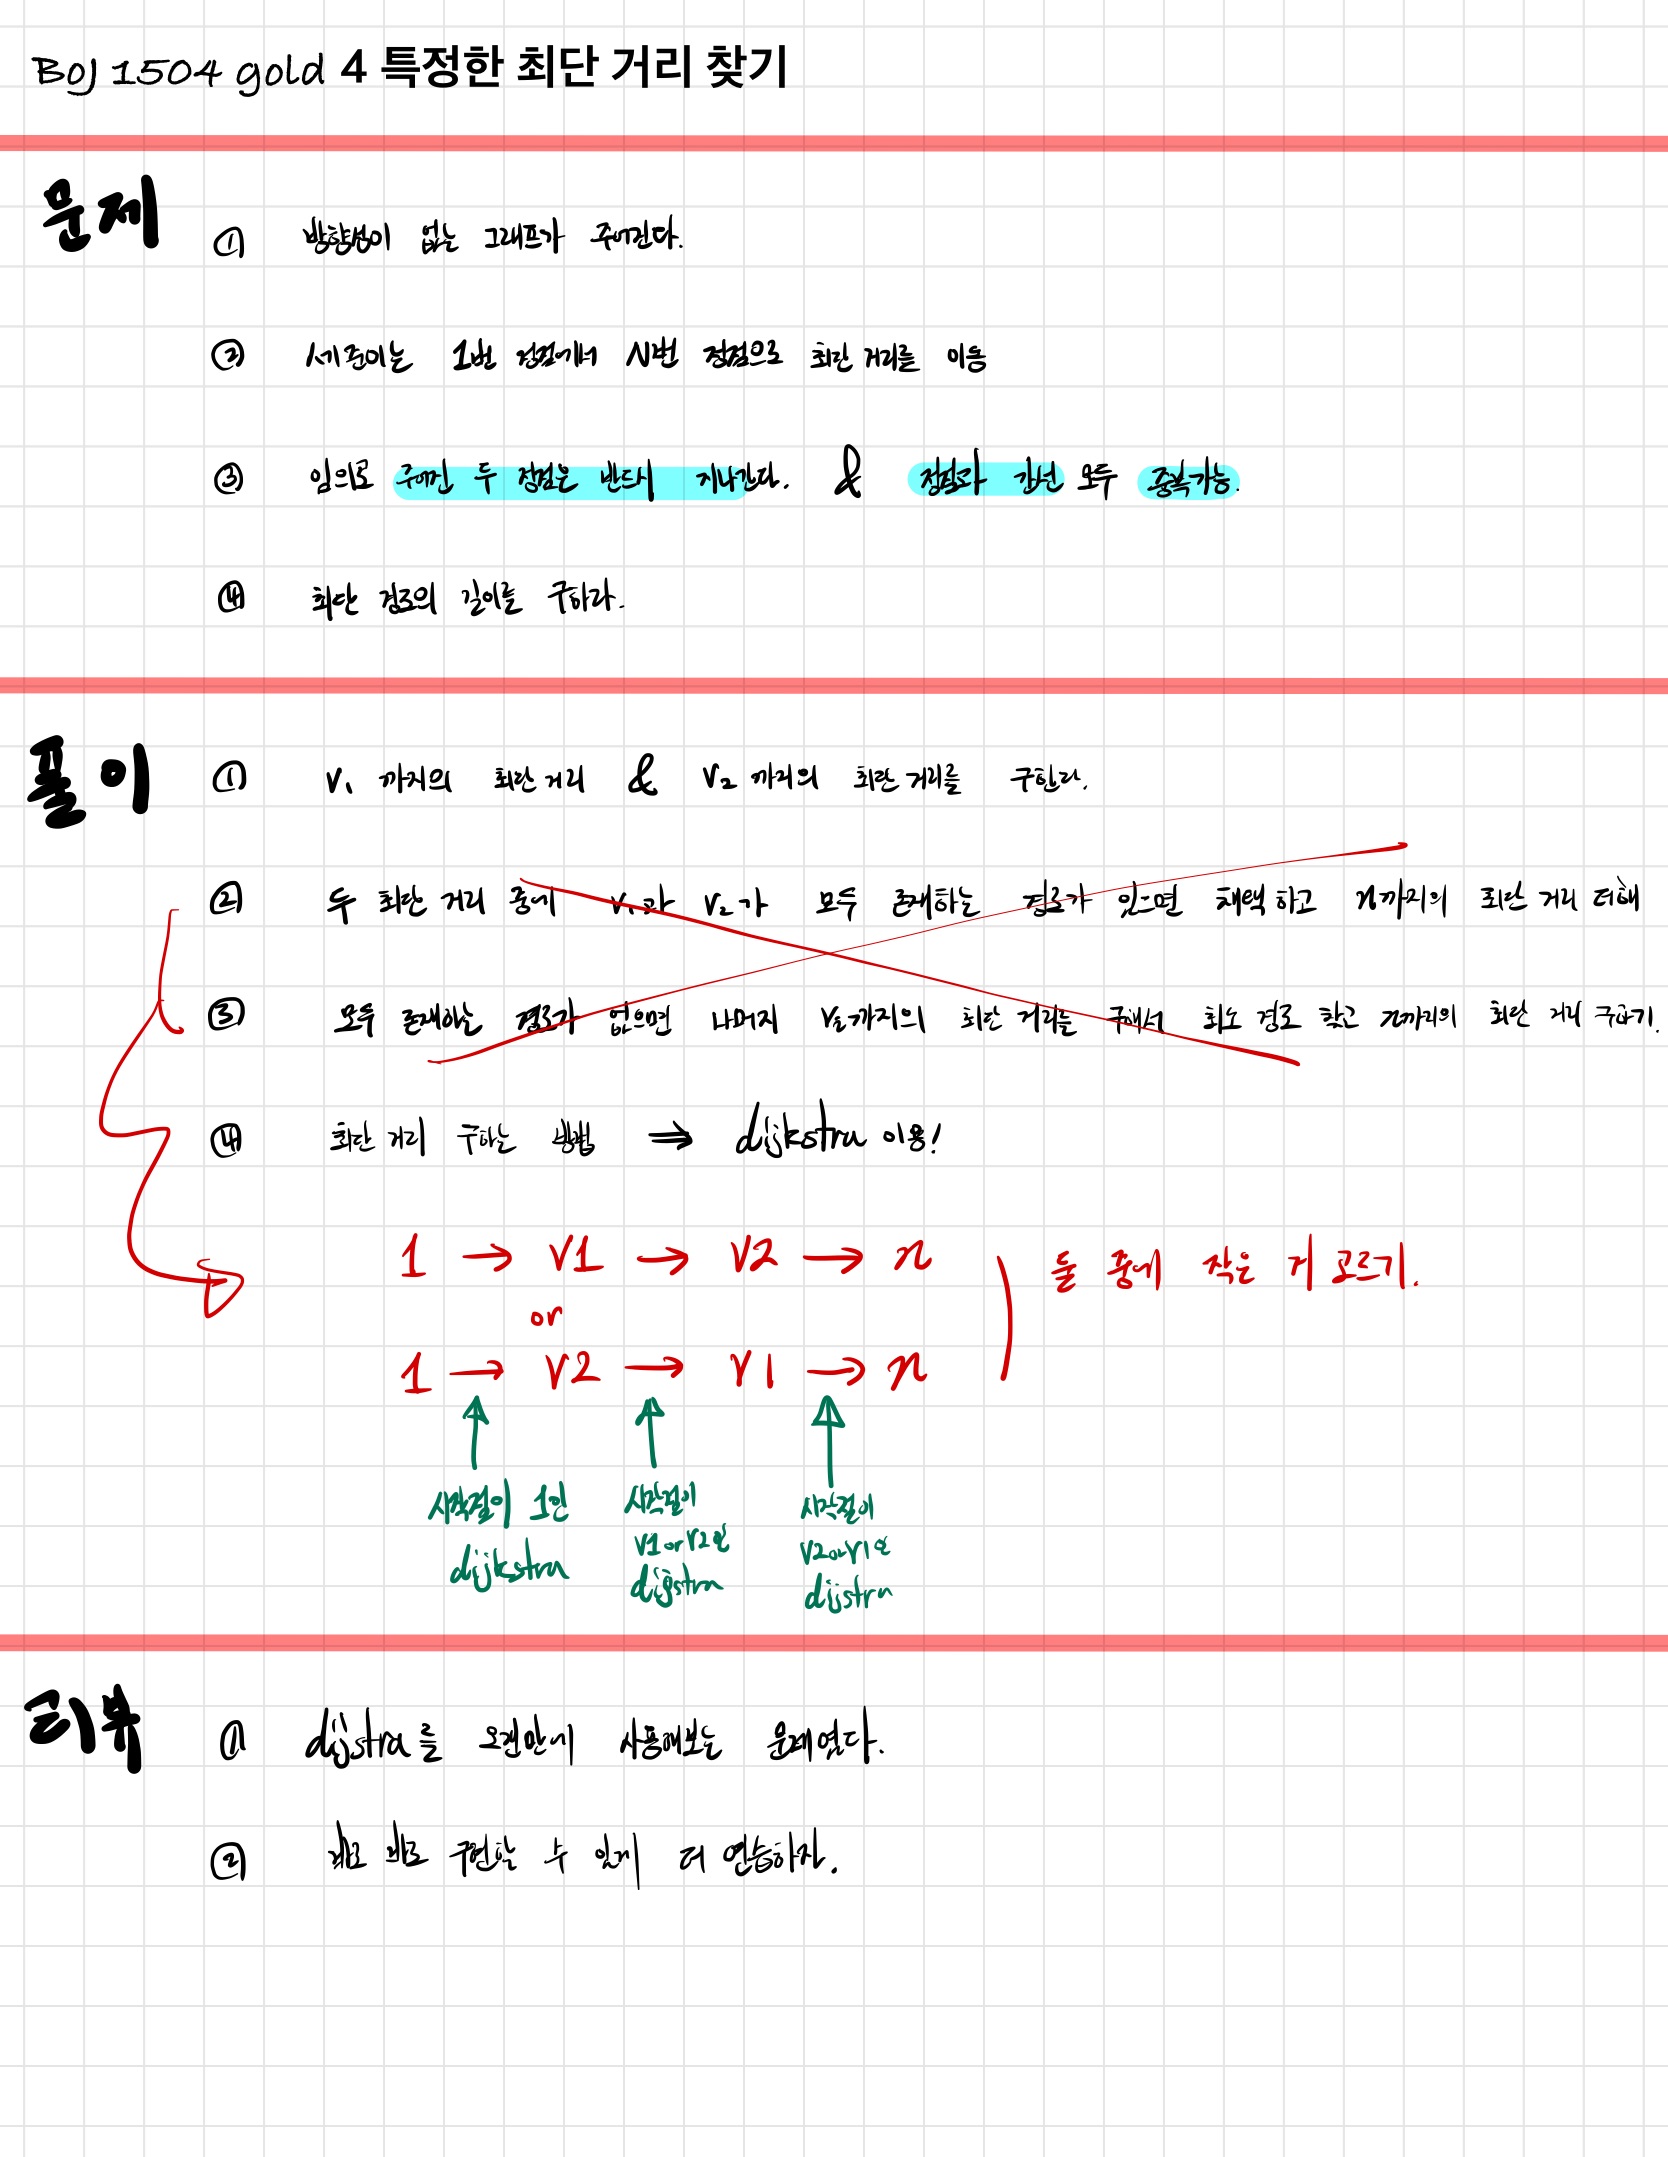 BOJ 1504 gold 4 특정한 최단 거리 찾기
문제
① 방향성이 없는 그래프가 주어진다.
② 세준이는 1번 정점에서 N번 정점으로 최단 거리를 이동
③ 임의로 주어진 두 정점은 반드시 지나간다. & 정점과 간선 모두 중복가능.
④ 최단 경로의 길이를 구하라.
풀이
① V1 까지의 최단 거리 & V2 까지의 최단 거리를 구한다.
② 두 최단 거리 중에 V1과 V2가 모두 존재하는 경로가 있으면 채택하고 n까지의 최단 거리 더해
③ 모두 존재하는 경로가 없으면 나머지 V2까지의 최단 거리를 구해서 최소 경로 찾고 n까지의 최단 거리 구하기.
④ 최단 거리 구하는 방법 ⇒ dijkstra 이용!
1 → V1 → V2 → n
or
1 → V2 → V1 → n
둘 중에 작은 거 고르기.
시작점이 1인
dijkstra
시작점이
V1 or V2인
dijstra
시작점이
V2 or V1인
dijstra
리뷰
① dijstra를 오랜만에 사용해보는 문제였다.
② 바로 바로 구현할 수 있게 더 연습하자.